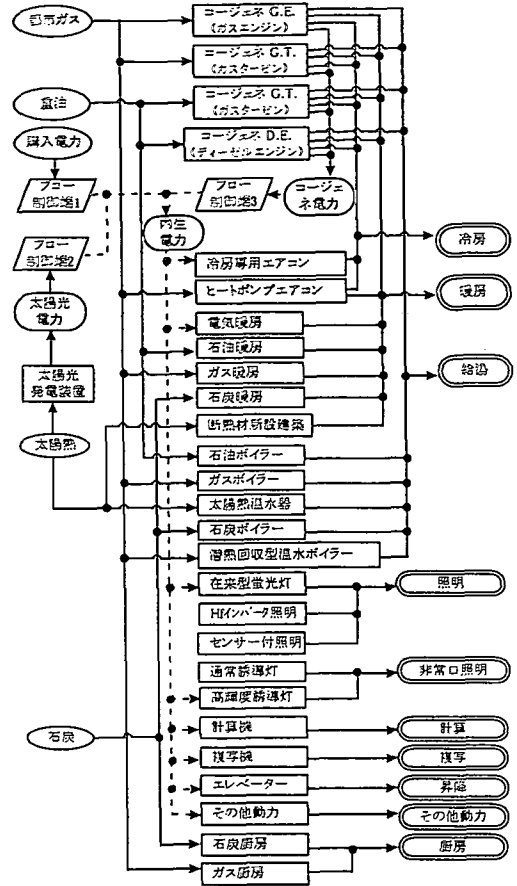 都市ガス
コージェネ G.E.
(ガスエンジン)
コージェネ G.T.
(ガスタービン)
重油
コージェネ G.T.
(ガスタービン)
購入電力
コージェネ D.E.
(ディーゼルエンジン)
フロー
制御端1
フロー
制御端3
コージェ
ネ電力
内生
電力
フロー
制御端2
冷房
冷房専用エアコン
太陽光
電力
ヒートポンプエアコン
暖房
電気暖房
石油暖房
太陽光
発電装置
ガス暖房
給湯
石炭暖房
太陽熱
断熱材新設建築
石油ボイラー
ガスボイラー
太陽熱温水器
石炭ボイラー
潜熱回収型温水ボイラー
在来型蛍光灯
照明
Hfインバータ照明
センサー付照明
通常誘導灯
非常口照明
高輝度誘導灯
石炭
計算機
計算
複写機
複写
エレベーター
昇降
その他動力
その他動力
石炭厨房
厨房
ガス厨房